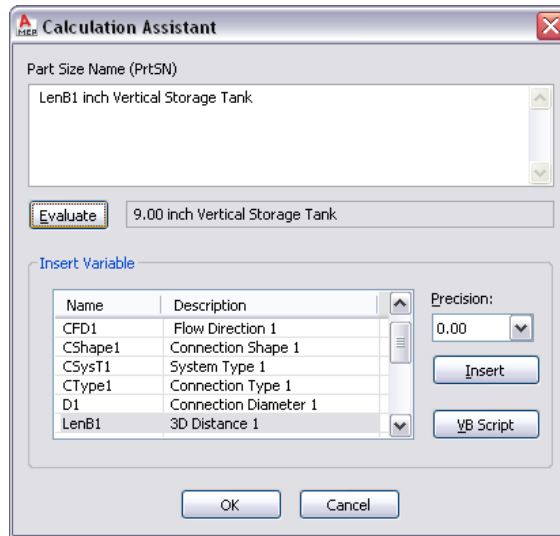 A
MEP
Calculation Assistant
Part Size Name (PrtSN)
LenB1 inch Vertical Storage Tank
Evaluate
9.00 inch Vertical Storage Tank
Insert Variable
Name Description
CFD1 Flow Direction 1
CShape1 Connection Shape 1
CSysT1 System Type 1
CType1 Connection Type 1
D1 Connection Diameter 1
LenB1 3D Distance 1
Precision:
0.00
Insert
VB Script
OK Cancel